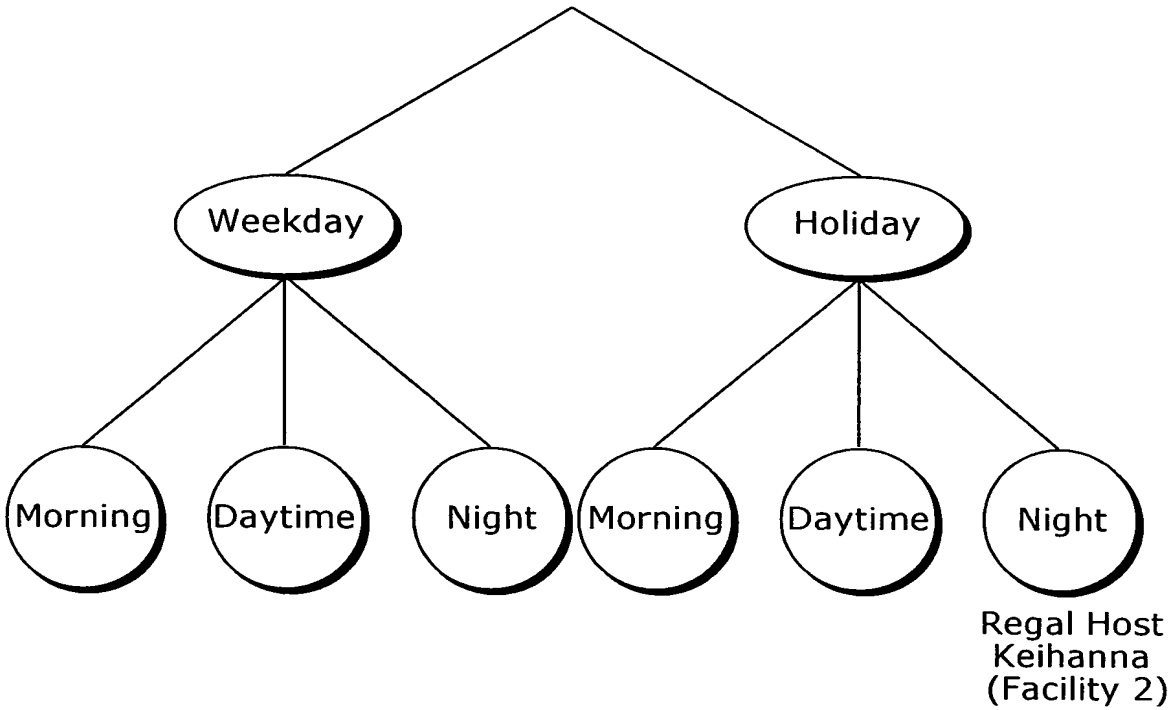 Weekday
Holiday
Morning
Daytime
Night
Morning
Daytime
Night
Regal Host
Keihanna
(Facility 2)